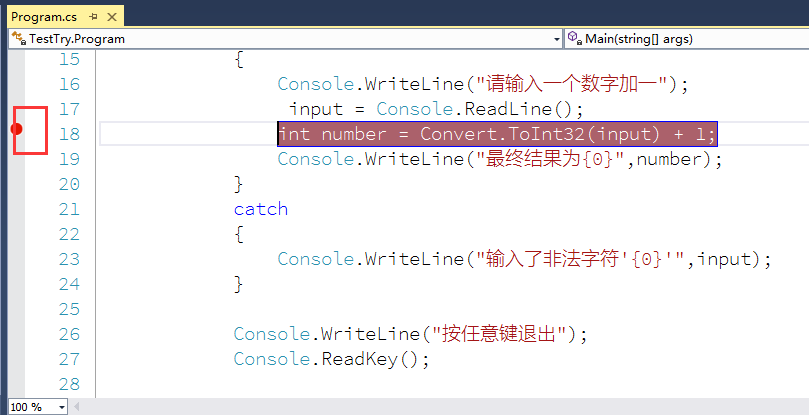 Program.cs
TestTry.Program Main(string[] args)
15 {
16 Console.WriteLine("请输入一个数字加一");
17 input = Console.ReadLine();
18 int number = Convert.ToInt32(input) + 1;
19 Console.WriteLine("最终结果为{0}",number);
20 }
21 catch
22 {
23 Console.WriteLine("输入了非法字符'{0}'",input);
24 }
25
26 Console.WriteLine("按任意键退出");
27 Console.ReadKey();
28
100 %